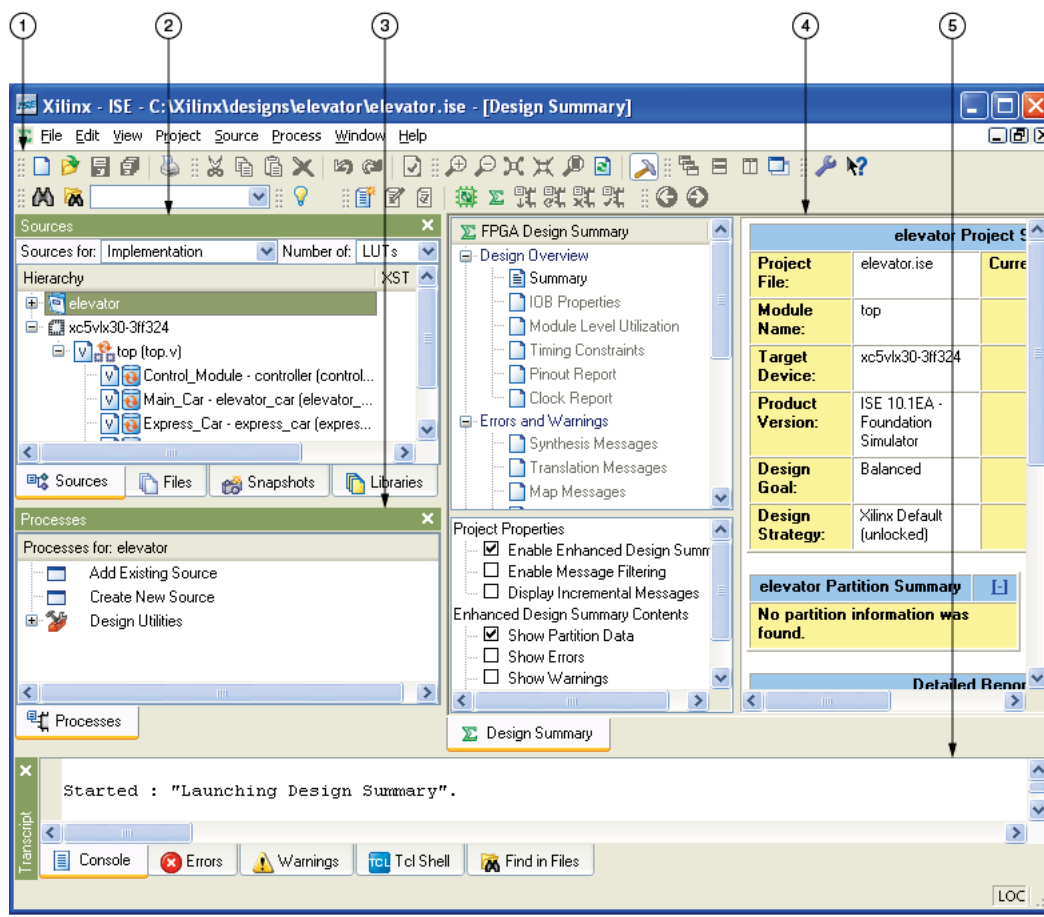 1 2 3 4 5
Xilinx - ISE - C:\Xilinx\designs\elevator\elevator.ise - [Design Summary]
File Edit View Project Source Process Window Help
Sources
Sources for: Implementation Number of: LUTs
Hierarchy XST
elevator
xc5vlx30-3ff324
top (top.v)
Control_Module - controller (control...
Main_Car - elevator_car (elevator_...
Express_Car - express_car (expres...
Sources Files Snapshots Libraries
Processes
Processes for: elevator
Add Existing Source
Create New Source
Design Utilities
Processes
FPGA Design Summary
Design Overview
Summary
IOB Properties
Module Level Utilization
Timing Constraints
Pinout Report
Clock Report
Errors and Warnings
Synthesis Messages
Translation Messages
Map Messages
Project Properties
Enable Enhanced Design Summ
Enable Message Filtering
Display Incremental Messages
Enhanced Design Summary Contents
Show Partition Data
Show Errors
Show Warnings
Design Summary
elevator Project S
Project File: elevator.ise Curre
Module Name: top
Target Device: xc5vlx30-3ff324
Product Version: ISE 10.1EA - Foundation Simulator
Design Goal: Balanced
Design Strategy: Xilinx Default (unlocked)
elevator Partition Summary [-]
No partition information was
found.
Detailed Repor
Transcript
Started : "Launching Design Summary".
Console Errors Warnings Tcl Shell Find in Files
LOC